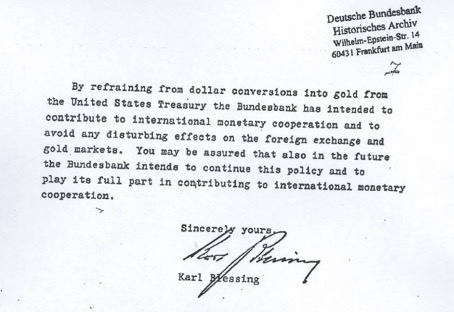 Deutsche Bundesbank
Historisches Archiv
Wilhelm-Epstein-Str. 14
60431 Frankfurt am Main
7
By refraining from dollar conversions into gold from
the United States Treasury the Bundesbank has intended to
contribute to international monetary cooperation and to
avoid any disturbing effects on the foreign exchange and
gold markets. You may be assured that also in the future
the Bundesbank intends to continue this policy and to
play its full part in contributing to international monetary
cooperation.
Sincerely yours,
Karl Blessing
Karl Blessing